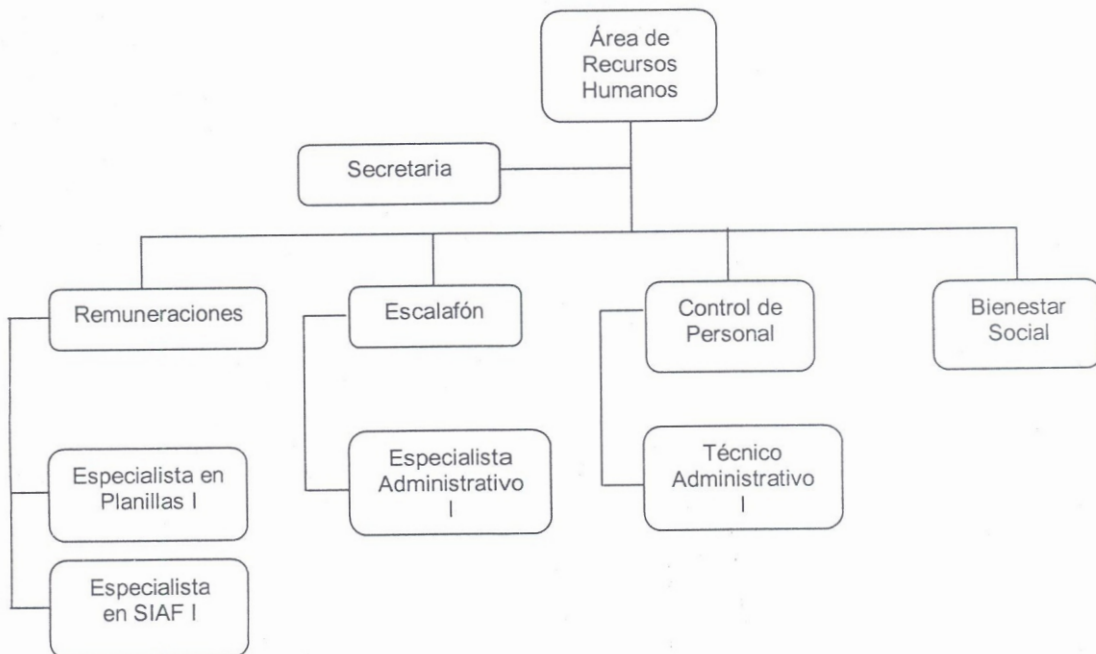 Área de
Recursos
Humanos
Secretaria
Remuneraciones
Escalafón
Control de
Personal
Bienestar
Social
Especialista en
Planillas I
Especialista
Administrativo
I
Técnico
Administrativo
I
Especialista
en SIAF I